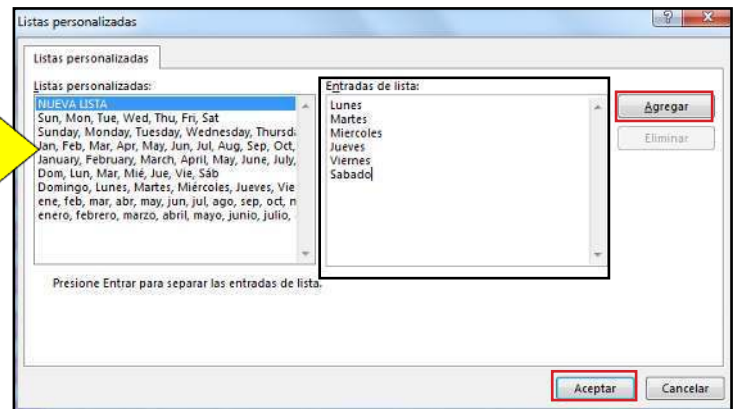 Listas personalizadas
Listas personalizadas
Listas personalizadas:
NUEVA LISTA
Sun, Mon, Tue, Wed, Thu, Fri, Sat
Sunday, Monday, Tuesday, Wednesday, Thursd
Jan, Feb, Mar, Apr, May, Jun, Jul, Aug, Sep, Oct,
January, February, March, April, May, June, July,
Dom, Lun, Mar, Mié, Jue, Vie, Sáb
Domingo, Lunes, Martes, Miércoles, Jueves, Vie
ene, feb, mar, abr, may, jun, jul, ago, sep, oct, n
enero, febrero, marzo, abril, mayo, junio, julio,
Entradas de lista:
Lunes
Martes
Miercoles
Jueves
Viernes
Sabado
Agregar
Eliminar
Presione Entrar para separar las entradas de lista.
Aceptar
Cancelar